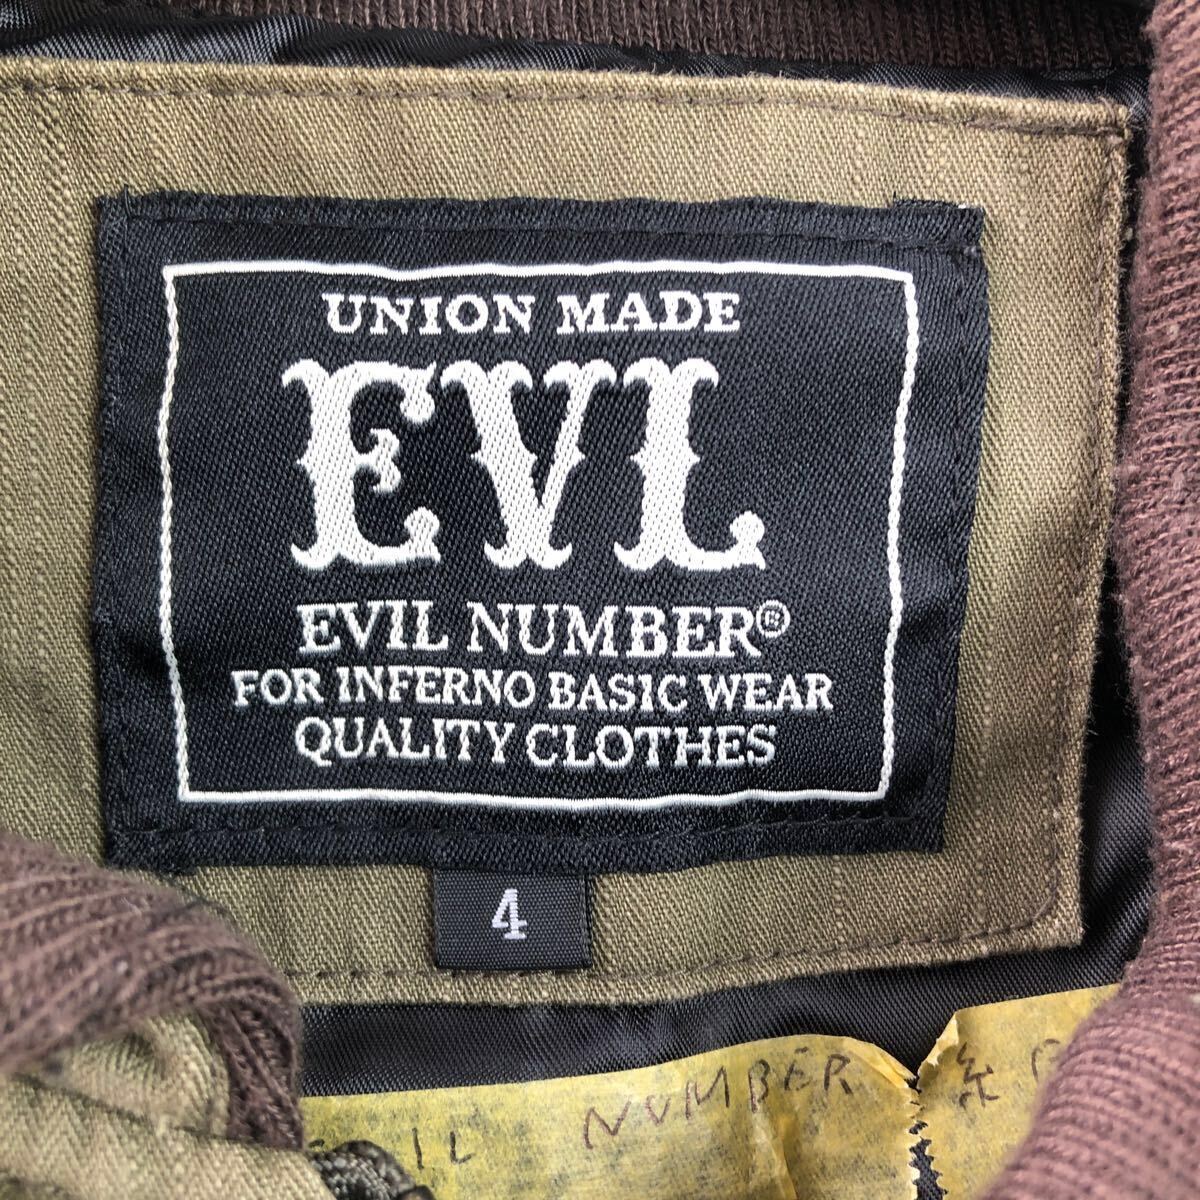 UNION MADE
EVL
EVIL NUMBER®
FOR INFERNO BASIC WEAR
QUALITY CLOTHES
4
NUMBER